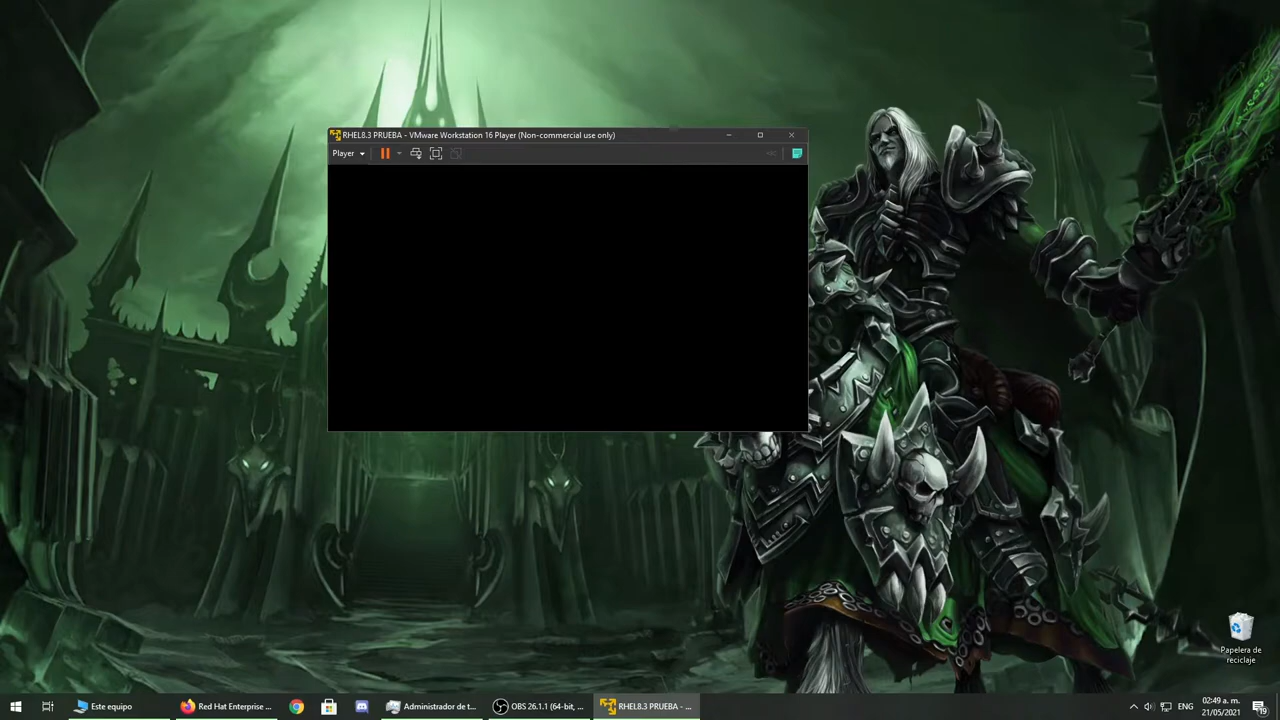 RHEL8.3 PRUEBA - VMware Workstation 16 Player (Non-commercial use only)
Player
Papelera de
reciclaje
Este equipo
Red Hat Enterprise ...
Administrador de t...
OBS 26.1.1 (64-bit, ...
RHEL8.3 PRUEBA - ...
ENG
02:49 a. m.
21/05/2021
19